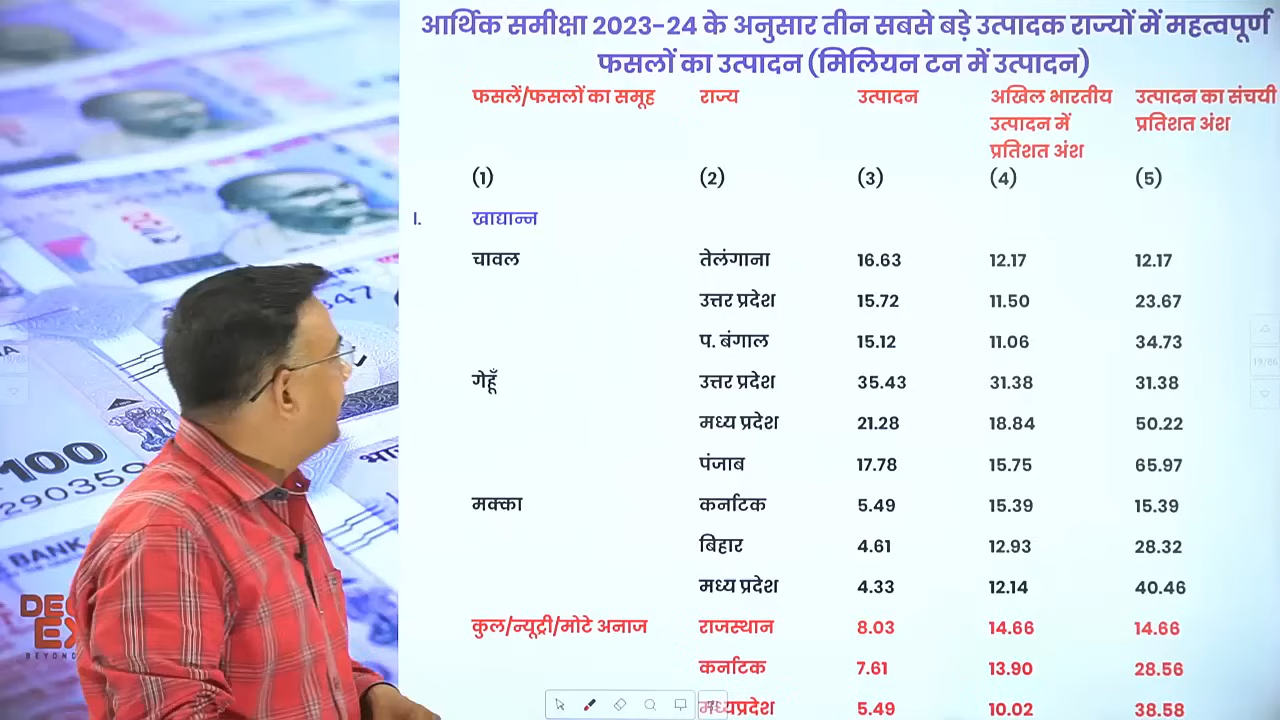 आर्थिक समीक्षा 2023-24 के अनुसार तीन सबसे बड़े उत्पादक राज्यों में महत्वपूर्ण
फसलों का उत्पादन (मिलियन टन में उत्पादन)
फसलें/फसलों का समूह राज्य उत्पादन अखिल भारतीय उत्पादन का संचयी
उत्पादन में प्रतिशत अंश
प्रतिशत अंश
(1) (2) (3) (4) (5)
I. खाद्यान्न
चावल तेलंगाना 16.63 12.17 12.17
उत्तर प्रदेश 15.72 11.50 23.67
प. बंगाल 15.12 11.06 34.73
गेहूँ उत्तर प्रदेश 35.43 31.38 31.38
मध्य प्रदेश 21.28 18.84 50.22
पंजाब 17.78 15.75 65.97
मक्का कर्नाटक 5.49 15.39 15.39
बिहार 4.61 12.93 28.32
मध्य प्रदेश 4.33 12.14 40.46
कुल/न्यूट्री/मोटे अनाज राजस्थान 8.03 14.66 14.66
कर्नाटक 7.61 13.90 28.56
मध्यप्रदेश 5.49 10.02 38.58
19/86
347
100
290350
BANK
BEYOND